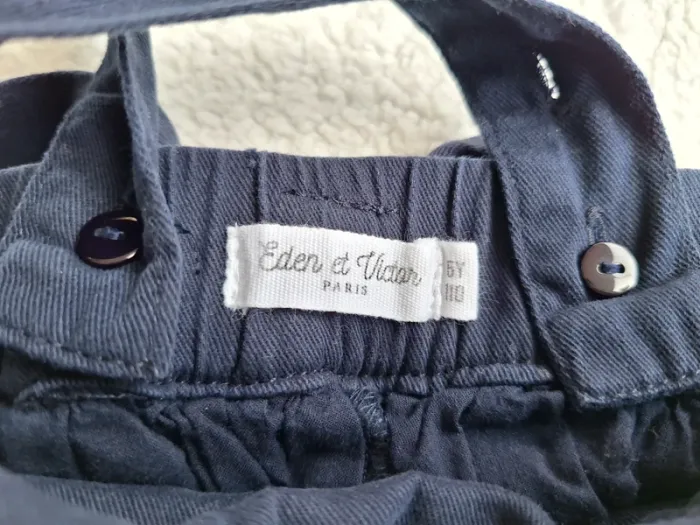 Eden et Victor
PARIS
5Y
110